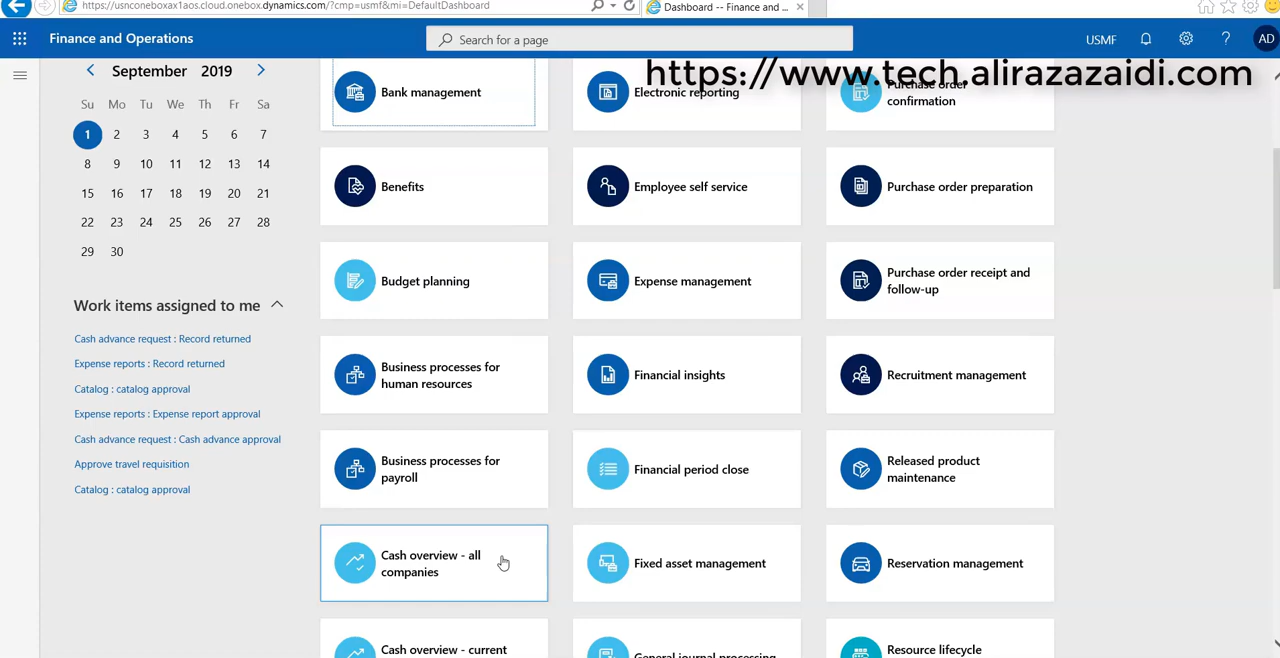 https://usnconeboxax1aos.cloud.onebox.dynamics.com/?cmp=usmf&mi=DefaultDashboard
Dashboard -- Finance and ...
Finance and Operations
Search for a page
USMF
?
AD
https://www.tech.alirazazaidi.com
September 2019
Su Mo Tu We Th Fr Sa
1 2 3 4 5 6 7
8 9 10 11 12 13 14
15 16 17 18 19 20 21
22 23 24 25 26 27 28
29 30
Work items assigned to me
Cash advance request : Record returned
Expense reports : Record returned
Catalog : catalog approval
Expense reports : Expense report approval
Cash advance request : Cash advance approval
Approve travel requisition
Catalog : catalog approval
Bank management
Electronic reporting
Purchase order
confirmation
Benefits
Employee self service
Purchase order preparation
Budget planning
Expense management
Purchase order receipt and
follow-up
Business processes for
human resources
Financial insights
Recruitment management
Business processes for
payroll
Financial period close
Released product
maintenance
Cash overview - all
companies
Fixed asset management
Reservation management
Cash overview - current
General journal processing
Resource lifecycle